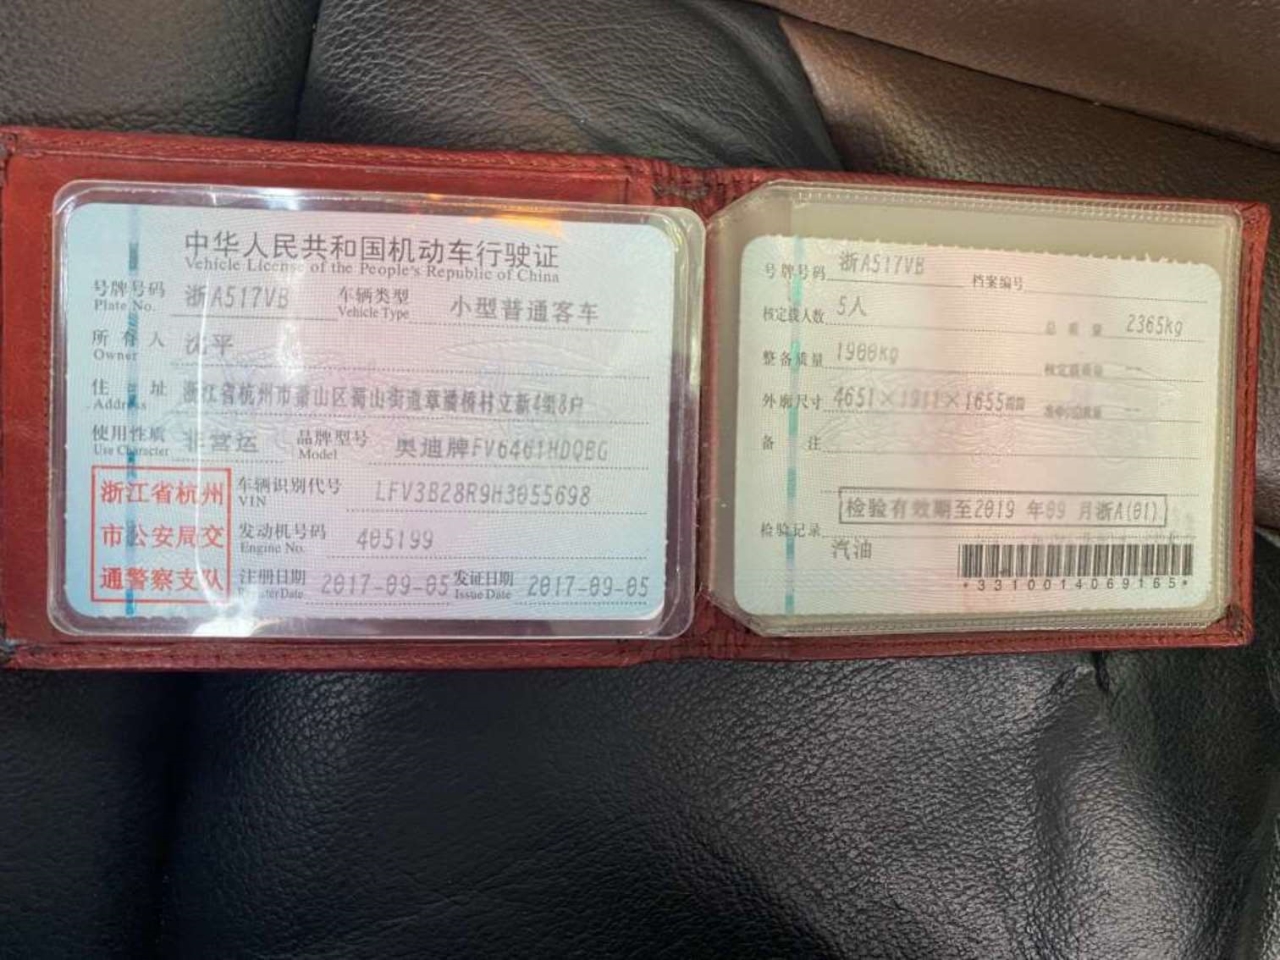 中华人民共和国机动车行驶证
Vehicle License of the People's Republic of China
号牌号码 浙A517VB 车辆类型 小型普通客车
Plate No. Vehicle Type
所有人 沈平
Owner
住址 浙江省杭州市萧山区蜀山街道章潘桥村立新4组8户
Address
使用性质 非营运 品牌型号 奥迪牌FV6461HDQBG
Use Character Model
浙江省杭州
市公安局交
通警察支队
车辆识别代号 LFV3B28R9H3055698
VIN
发动机号码 405199
Engine No.
注册日期 2017-09-05 发证日期 2017-09-05
Register Date Issue Date
号牌号码 浙A517VB 档案编号
核定载人数 5人 总质量 2365kg
整备质量 1900kg 核定载质量 --
外廓尺寸 4651×1911×1655mm --
备注
检验有效期至2019年09月浙A(01)
检验记录
汽油
*3310014069165*